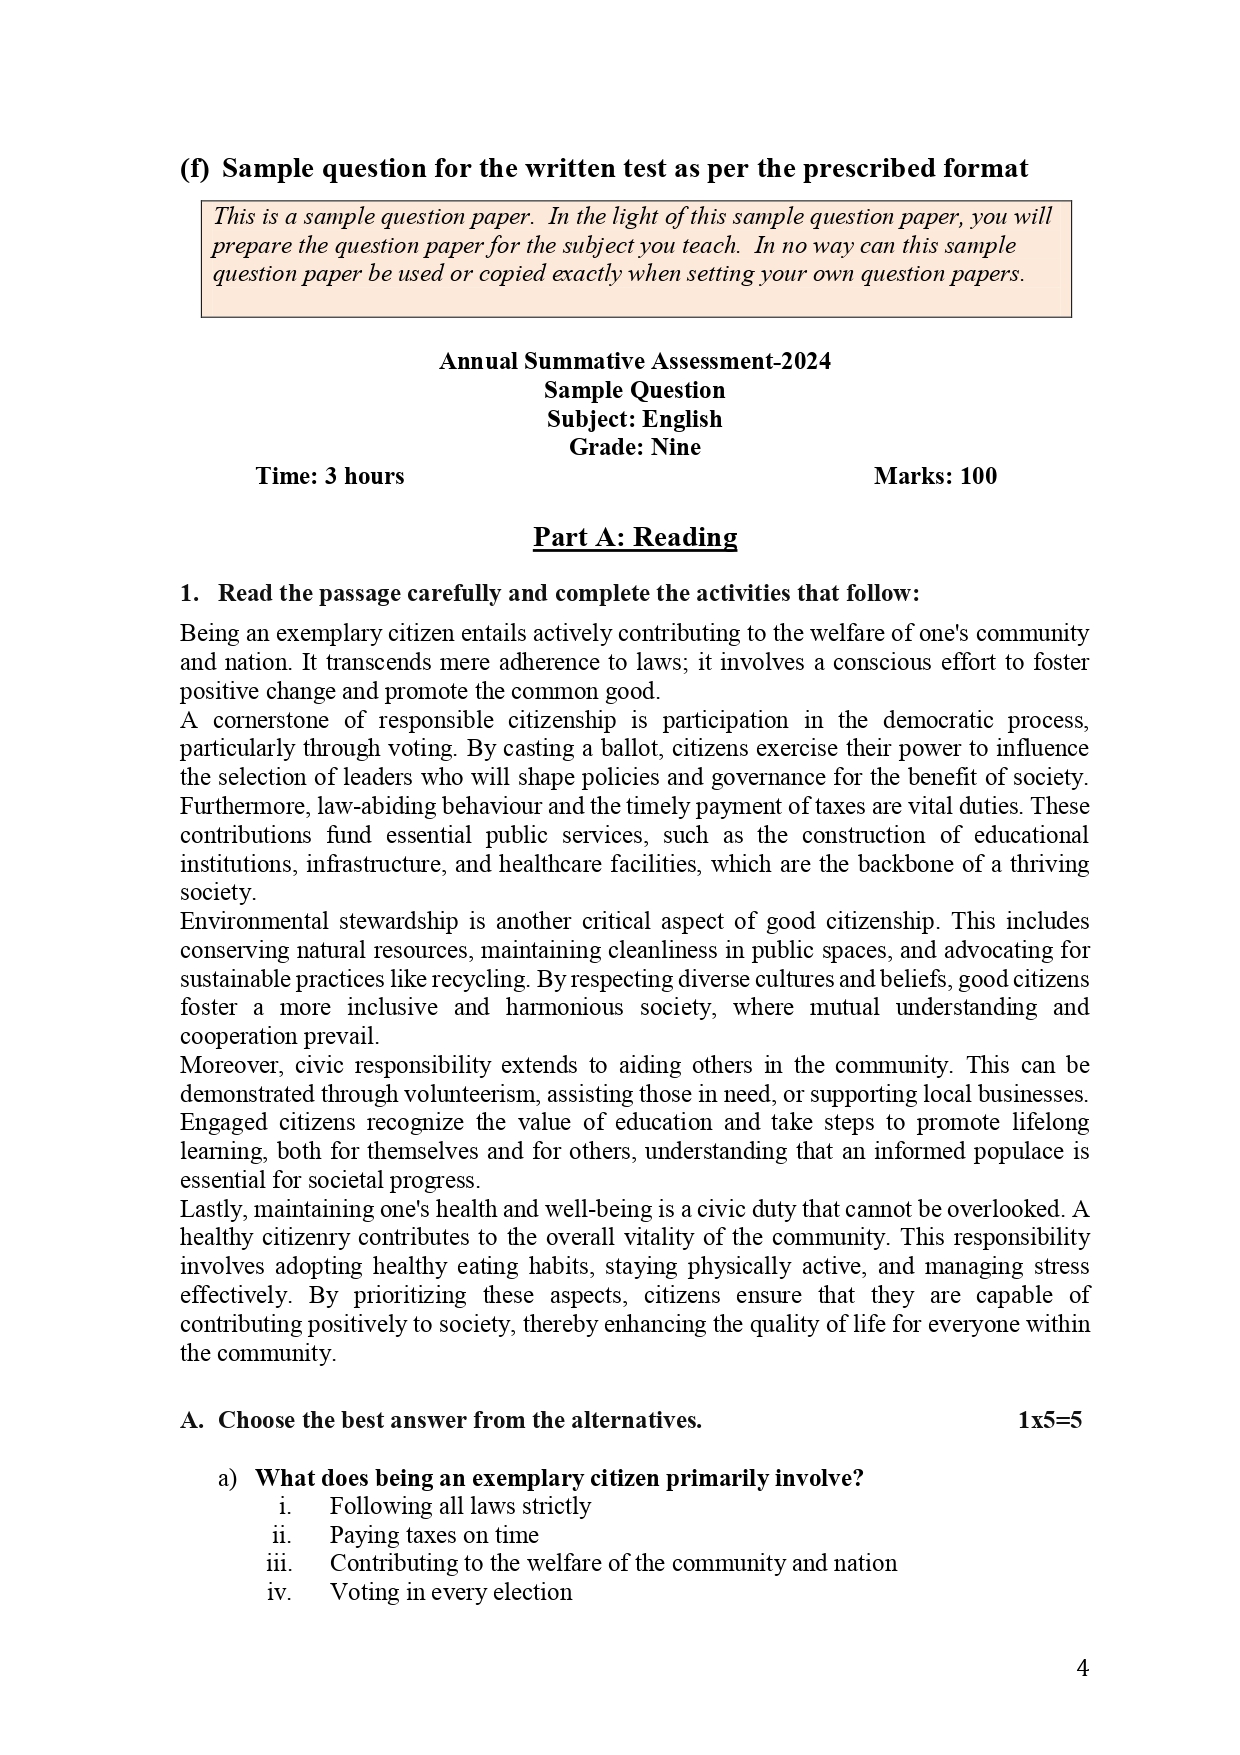 (f) Sample question for the written test as per the prescribed format
This is a sample question paper. In the light of this sample question paper, you will
prepare the question paper for the subject you teach. In no way can this sample
question paper be used or copied exactly when setting your own question papers.
Annual Summative Assessment-2024
Sample Question
Subject: English
Grade: Nine
Time: 3 hours Marks: 100
Part A: Reading
1. Read the passage carefully and complete the activities that follow:
Being an exemplary citizen entails actively contributing to the welfare of one's community
and nation. It transcends mere adherence to laws; it involves a conscious effort to foster
positive change and promote the common good.
A cornerstone of responsible citizenship is participation in the democratic process,
particularly through voting. By casting a ballot, citizens exercise their power to influence
the selection of leaders who will shape policies and governance for the benefit of society.
Furthermore, law-abiding behaviour and the timely payment of taxes are vital duties. These
contributions fund essential public services, such as the construction of educational
institutions, infrastructure, and healthcare facilities, which are the backbone of a thriving
society.
Environmental stewardship is another critical aspect of good citizenship. This includes
conserving natural resources, maintaining cleanliness in public spaces, and advocating for
sustainable practices like recycling. By respecting diverse cultures and beliefs, good citizens
foster a more inclusive and harmonious society, where mutual understanding and
cooperation prevail.
Moreover, civic responsibility extends to aiding others in the community. This can be
demonstrated through volunteerism, assisting those in need, or supporting local businesses.
Engaged citizens recognize the value of education and take steps to promote lifelong
learning, both for themselves and for others, understanding that an informed populace is
essential for societal progress.
Lastly, maintaining one's health and well-being is a civic duty that cannot be overlooked. A
healthy citizenry contributes to the overall vitality of the community. This responsibility
involves adopting healthy eating habits, staying physically active, and managing stress
effectively. By prioritizing these aspects, citizens ensure that they are capable of
contributing positively to society, thereby enhancing the quality of life for everyone within
the community.
A. Choose the best answer from the alternatives. 1x5=5
a) What does being an exemplary citizen primarily involve?
i. Following all laws strictly
ii. Paying taxes on time
iii. Contributing to the welfare of the community and nation
iv. Voting in every election
4